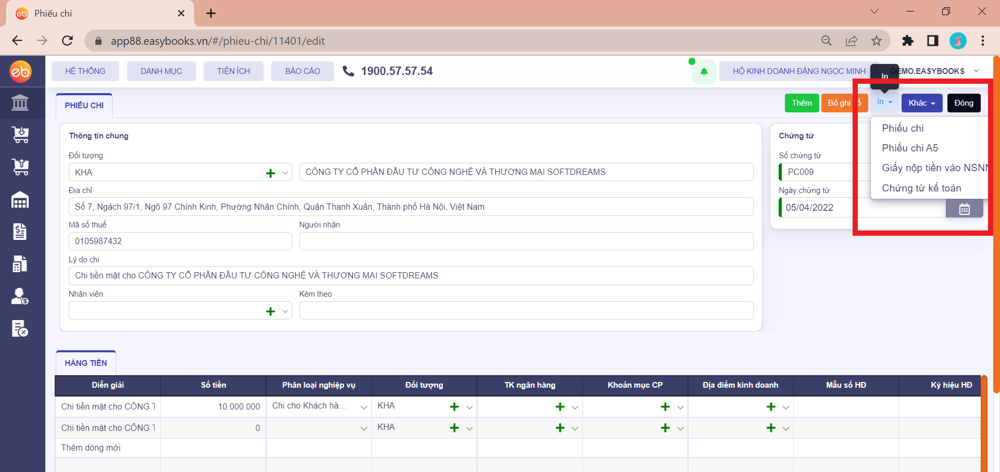 eb Phiếu chi
app88.easybooks.vn/#/phieu-chi/11401/edit
eb HỆ THỐNG DANH MỤC TIỆN ÍCH BÁO CÁO 1900.57.57.54 HỘ KINH DOANH ĐẶNG NGỌC MINH DEMO.EASYBOOKS
In
PHIẾU CHI Thêm Bỏ ghi In Khác Đóng
Thông tin chung
Đối tượng
KHA CÔNG TY CỔ PHẦN ĐẦU TƯ CÔNG NGHỆ VÀ THƯƠNG MẠI SOFTDREAMS
Địa chỉ
Số 7, Ngách 97/1, Ngõ 97 Chính Kinh, Phường Nhân Chính, Quận Thanh Xuân, Thành phố Hà Nội, Việt Nam
Mã số thuế Người nhận
0105987432
Lý do chi
Chi tiền mặt cho CÔNG TY CỔ PHẦN ĐẦU TƯ CÔNG NGHỆ VÀ THƯƠNG MẠI SOFTDREAMS
Nhân viên Kèm theo
Chứng từ
Số chứng từ
PC009
Ngày chứng từ
05/04/2022
Phiếu chi
Phiếu chi A5
Giấy nộp tiền vào NSNN
Chứng từ kế toán
HÀNG TIỀN
Diễn giải Số tiền Phân loại nghiệp vụ Đối tượng TK ngân hàng Khoản mục CP Địa điểm kinh doanh Mẫu số HĐ Ký hiệu HĐ
Chi tiền mặt cho CÔNG T 10.000.000 Chi cho Khách hà... KHA
Chi tiền mặt cho CÔNG T 0 KHA
Thêm dòng mới